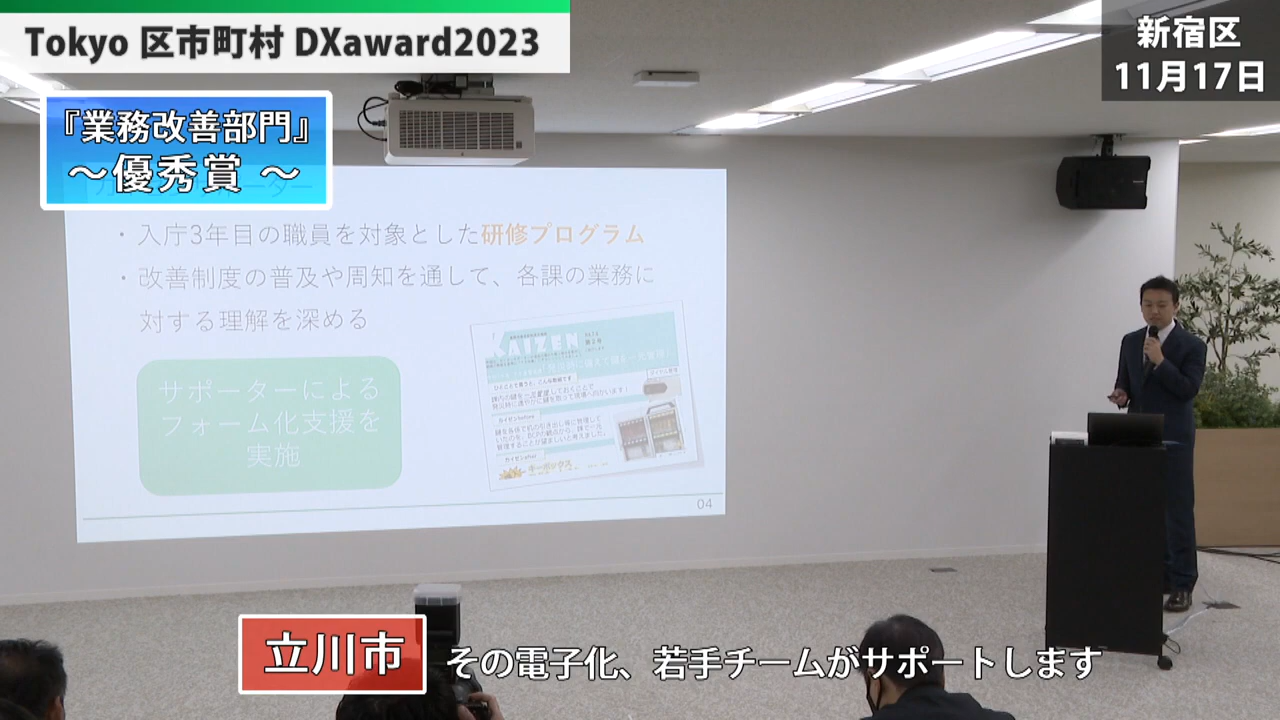 Tokyo 区市町村 DXaward2023
新宿区
11月17日
『業務改善部門』
～優秀賞 ～
・入庁3年目の職員を対象とした研修プログラム
・改善制度の普及や周知を通して、各課の業務に
対する理解を深める
サポーターによる
フォーム化支援を
実施
KAIZEN
キーボックス
04
立川市
その電子化、若手チームがサポートします